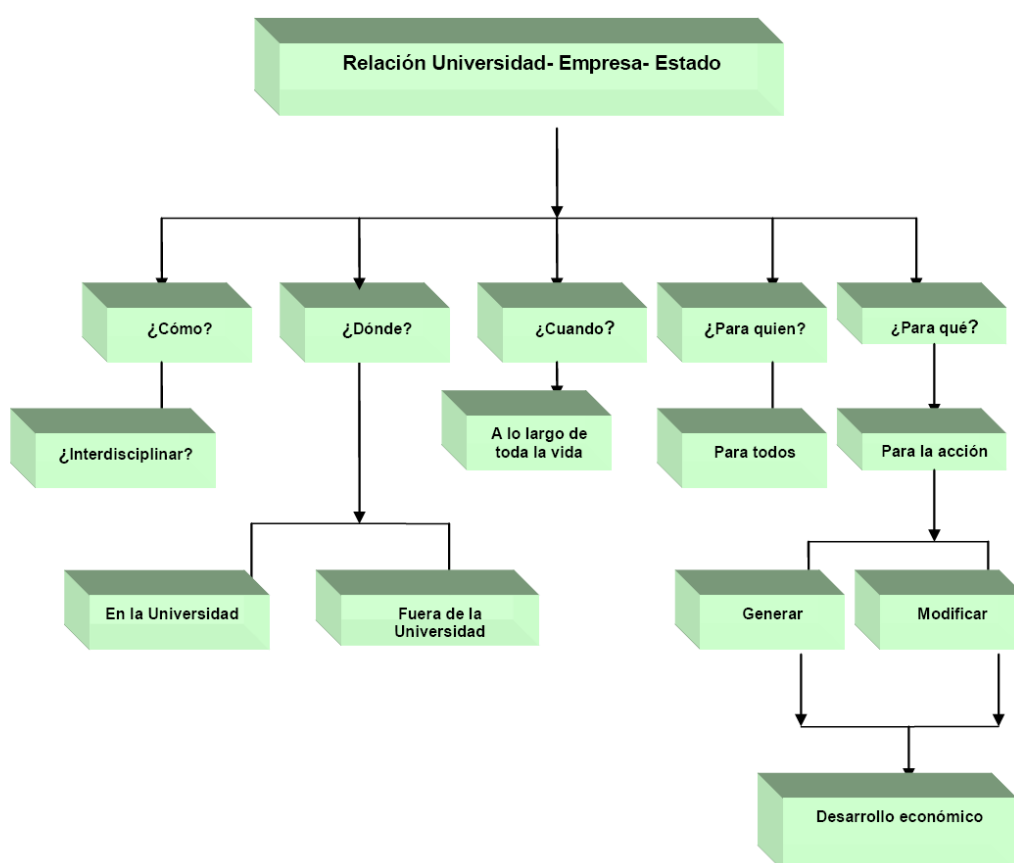 Relación Universidad- Empresa- Estado
¿Cómo?
¿Dónde?
¿Cuando?
¿Para quien?
¿Para qué?
¿Interdisciplinar?
A lo largo de
toda la vida
Para todos
Para la acción
En la Universidad
Fuera de la
Universidad
Generar
Modificar
Desarrollo económico